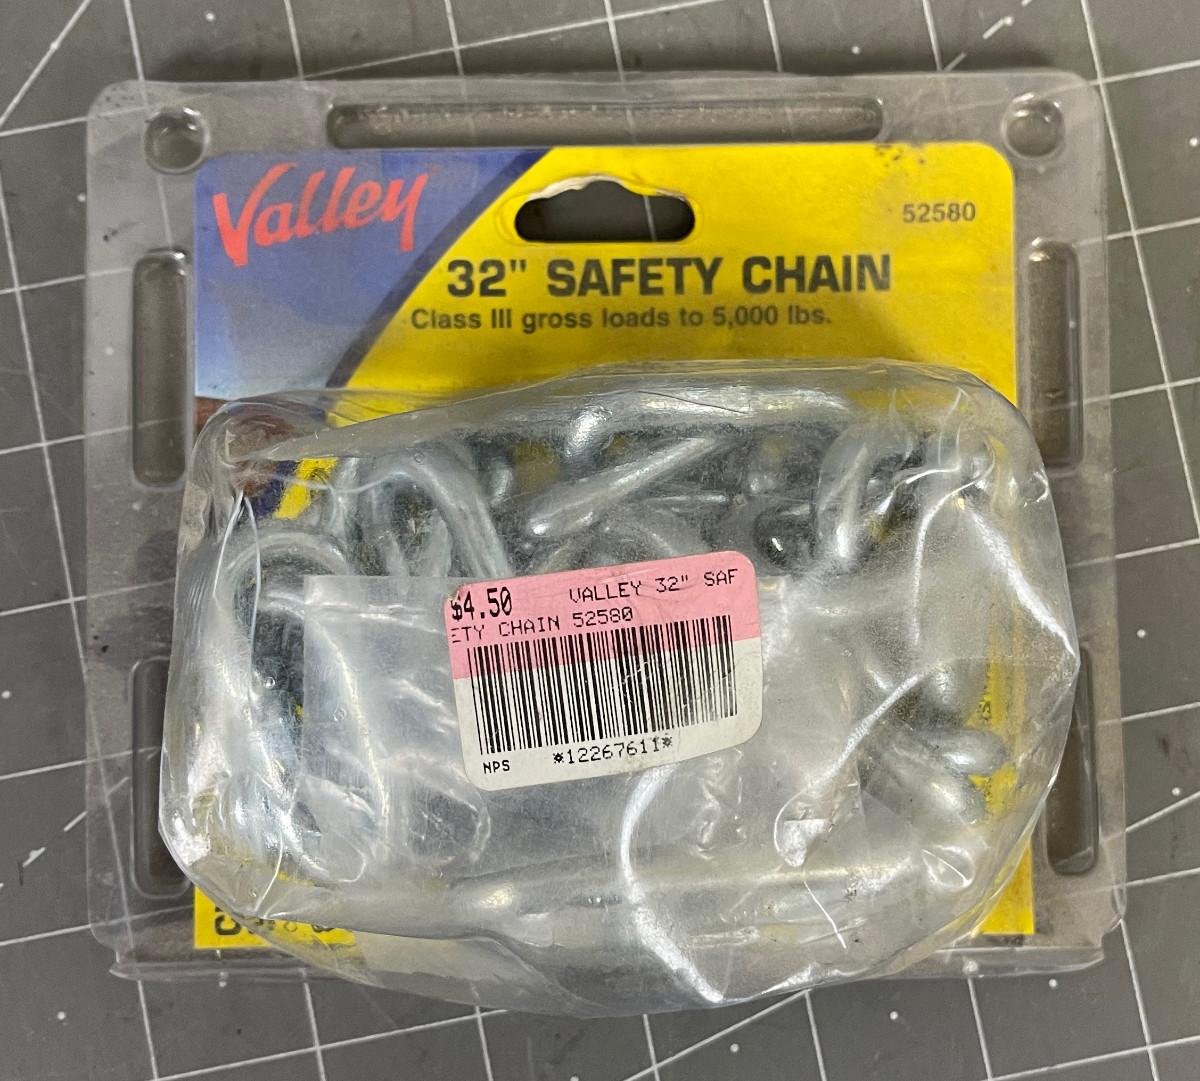 Valley
52580
32" SAFETY CHAIN
Class III gross loads to 5,000 lbs.
$4.50 VALLEY 32" SAF
ETY CHAIN 52580
NPS *12267611*